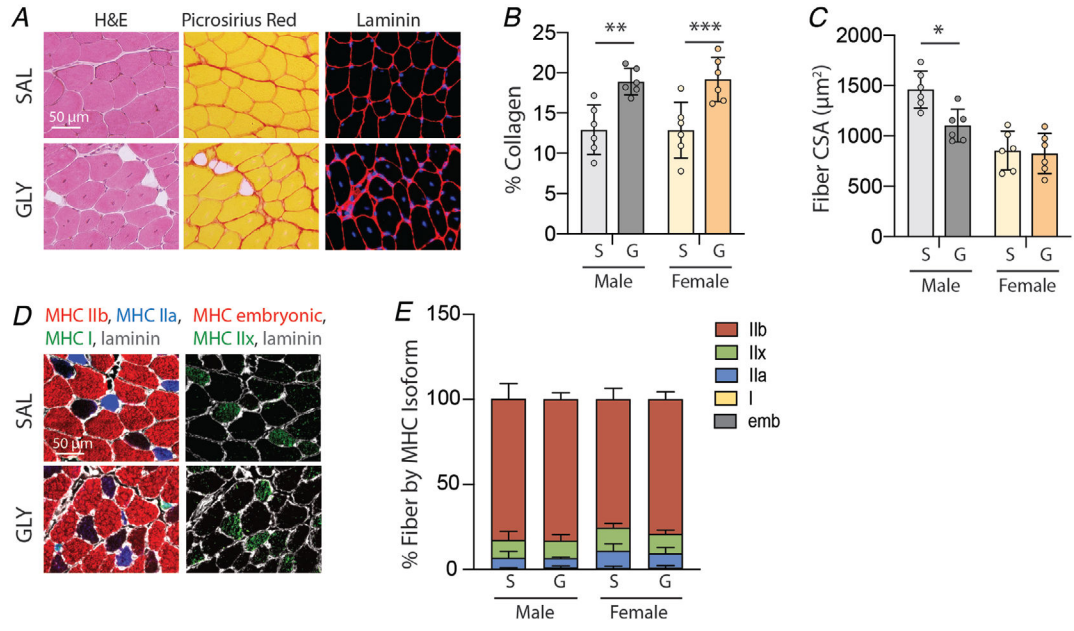 A
H&E
Picrosirius Red
Laminin
SAL
50 µm
GLY
B
**
***
25
20
15
10
5
0
% Collagen
S
G
S
G
Male
Female
C
*
2000
1500
1000
500
0
Fiber CSA (µm²)
S
G
S
G
Male
Female
D
MHC IIb, MHC IIa,
MHC I, laminin
MHC embryonic,
MHC IIx, laminin
SAL
50 µm
GLY
E
150
100
50
0
% Fiber by MHC Isoform
S
G
S
G
Male
Female
IIb
IIx
IIa
I
emb